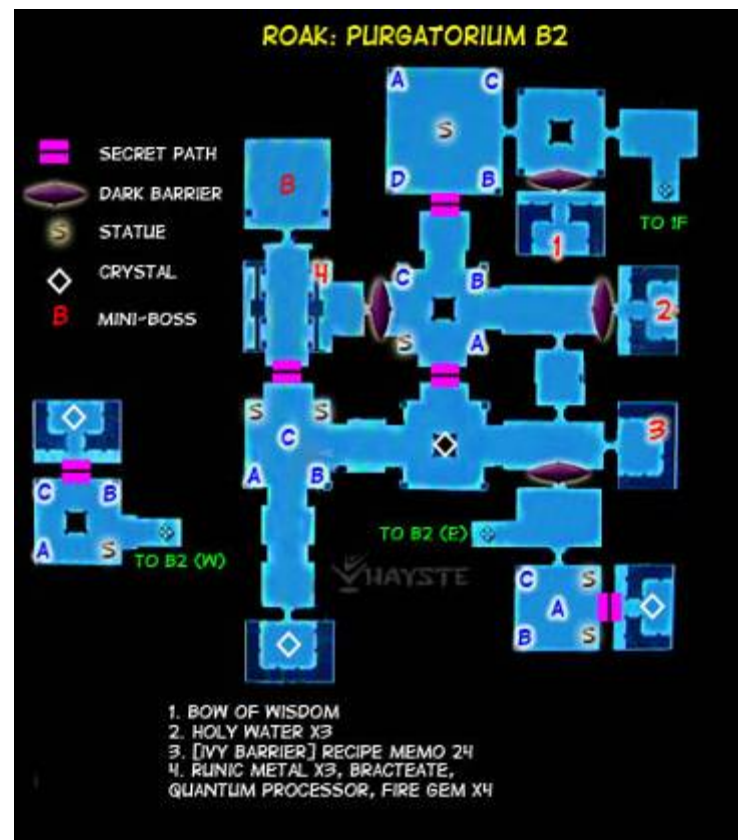 ROAK: PURGATORIUM B2
A C
S
D B
SECRET PATH
DARK BARRIER
STATUE
CRYSTAL
B MINI-BOSS
S
B
1
TO 1F
4
C B
2
S A
S S
C
A B
3
C B
A S
TO B2 (W)
TO B2 (E)
HAYSTE
C S
A
B S
1. BOW OF WISDOM
2. HOLY WATER X3
3. [IVY BARRIER] RECIPE MEMO 24
4. RUNIC METAL X3, BRACTEATE,
QUANTUM PROCESSOR, FIRE GEM X4